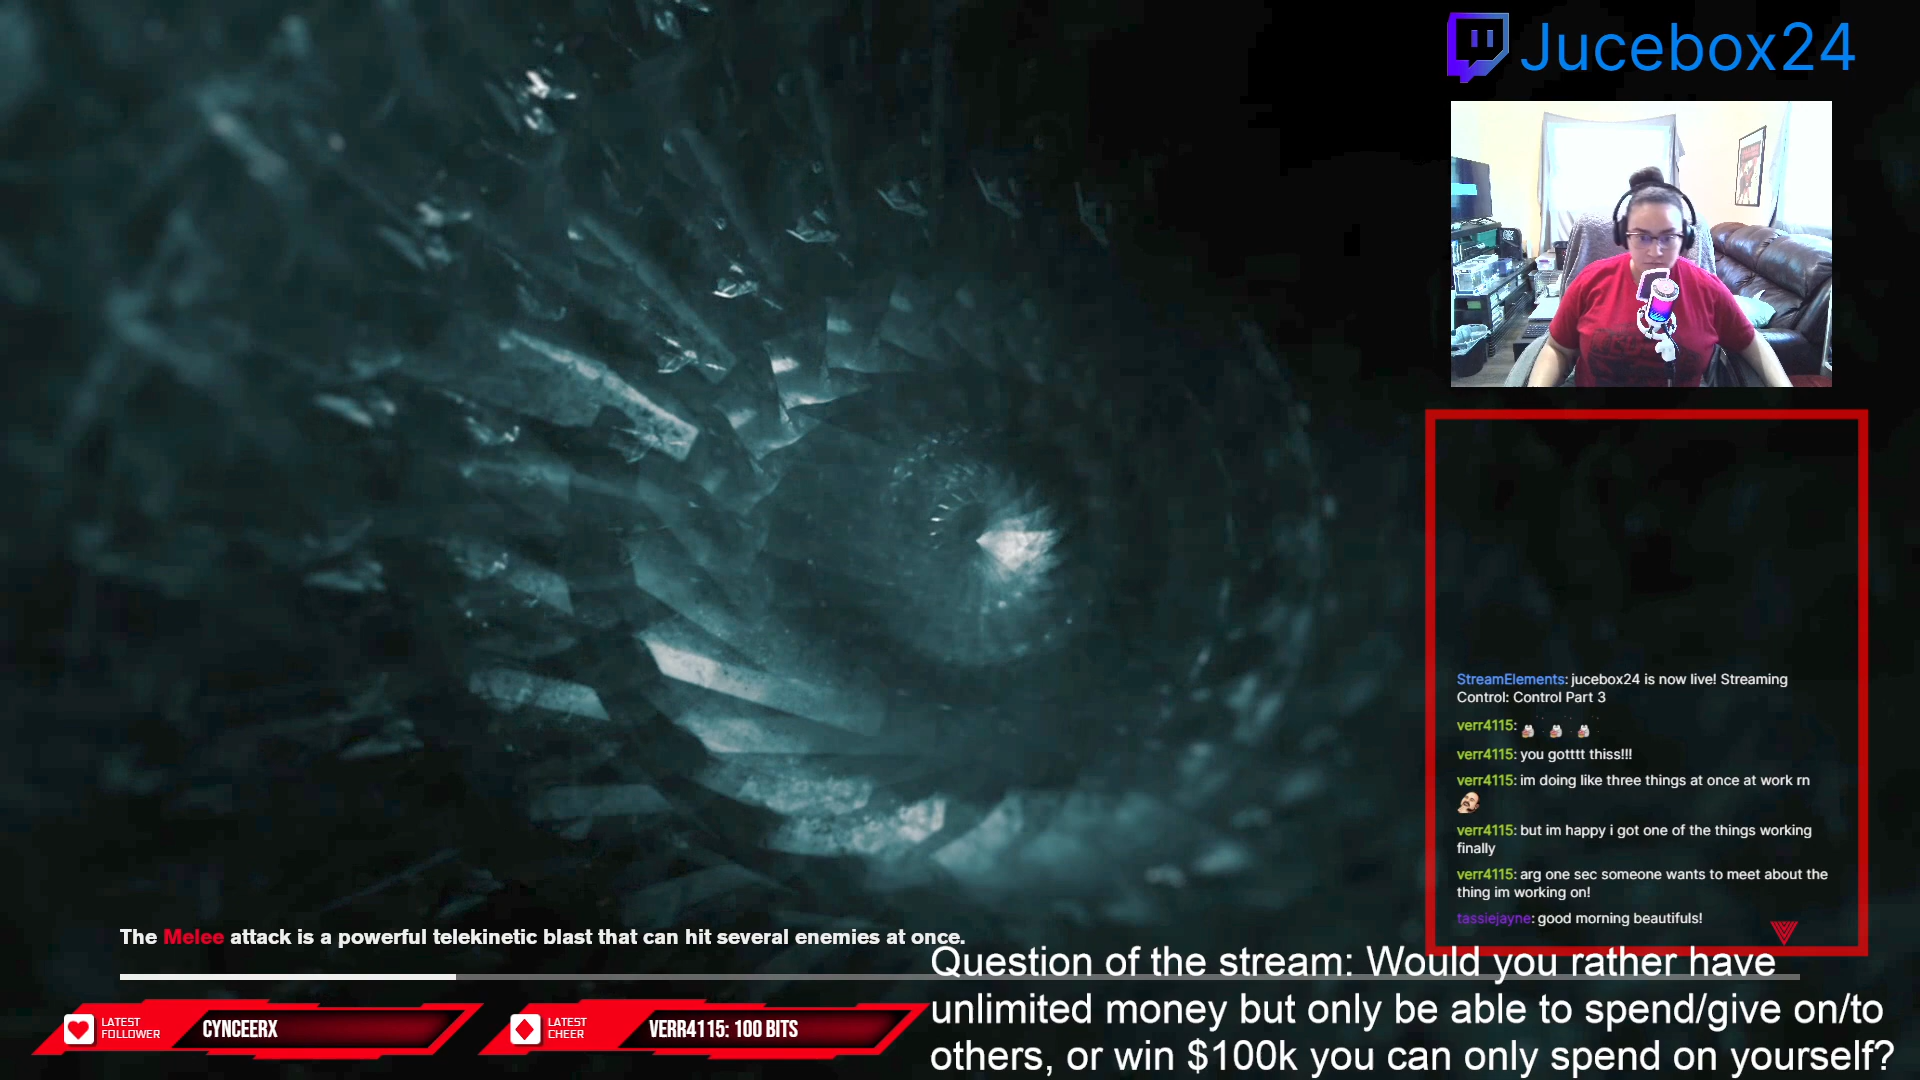 Jucebox24
StreamElements: jucebox24 is now live! Streaming
Control: Control Part 3
verr4115:
verr4115: you gotttt thiss!!!
verr4115: im doing like three things at once at work rn
verr4115: but im happy i got one of the things working
finally
verr4115: arg one sec someone wants to meet about the
thing im working on!
tassiejayne: good morning beautifuls!
The Melee attack is a powerful telekinetic blast that can hit several enemies at once.
Question of the stream: Would you rather have
unlimited money but only be able to spend/give on/to
others, or win $100k you can only spend on yourself?
LATEST
FOLLOWER
CYNCEERX
LATEST
CHEER
VERR4115: 100 BITS